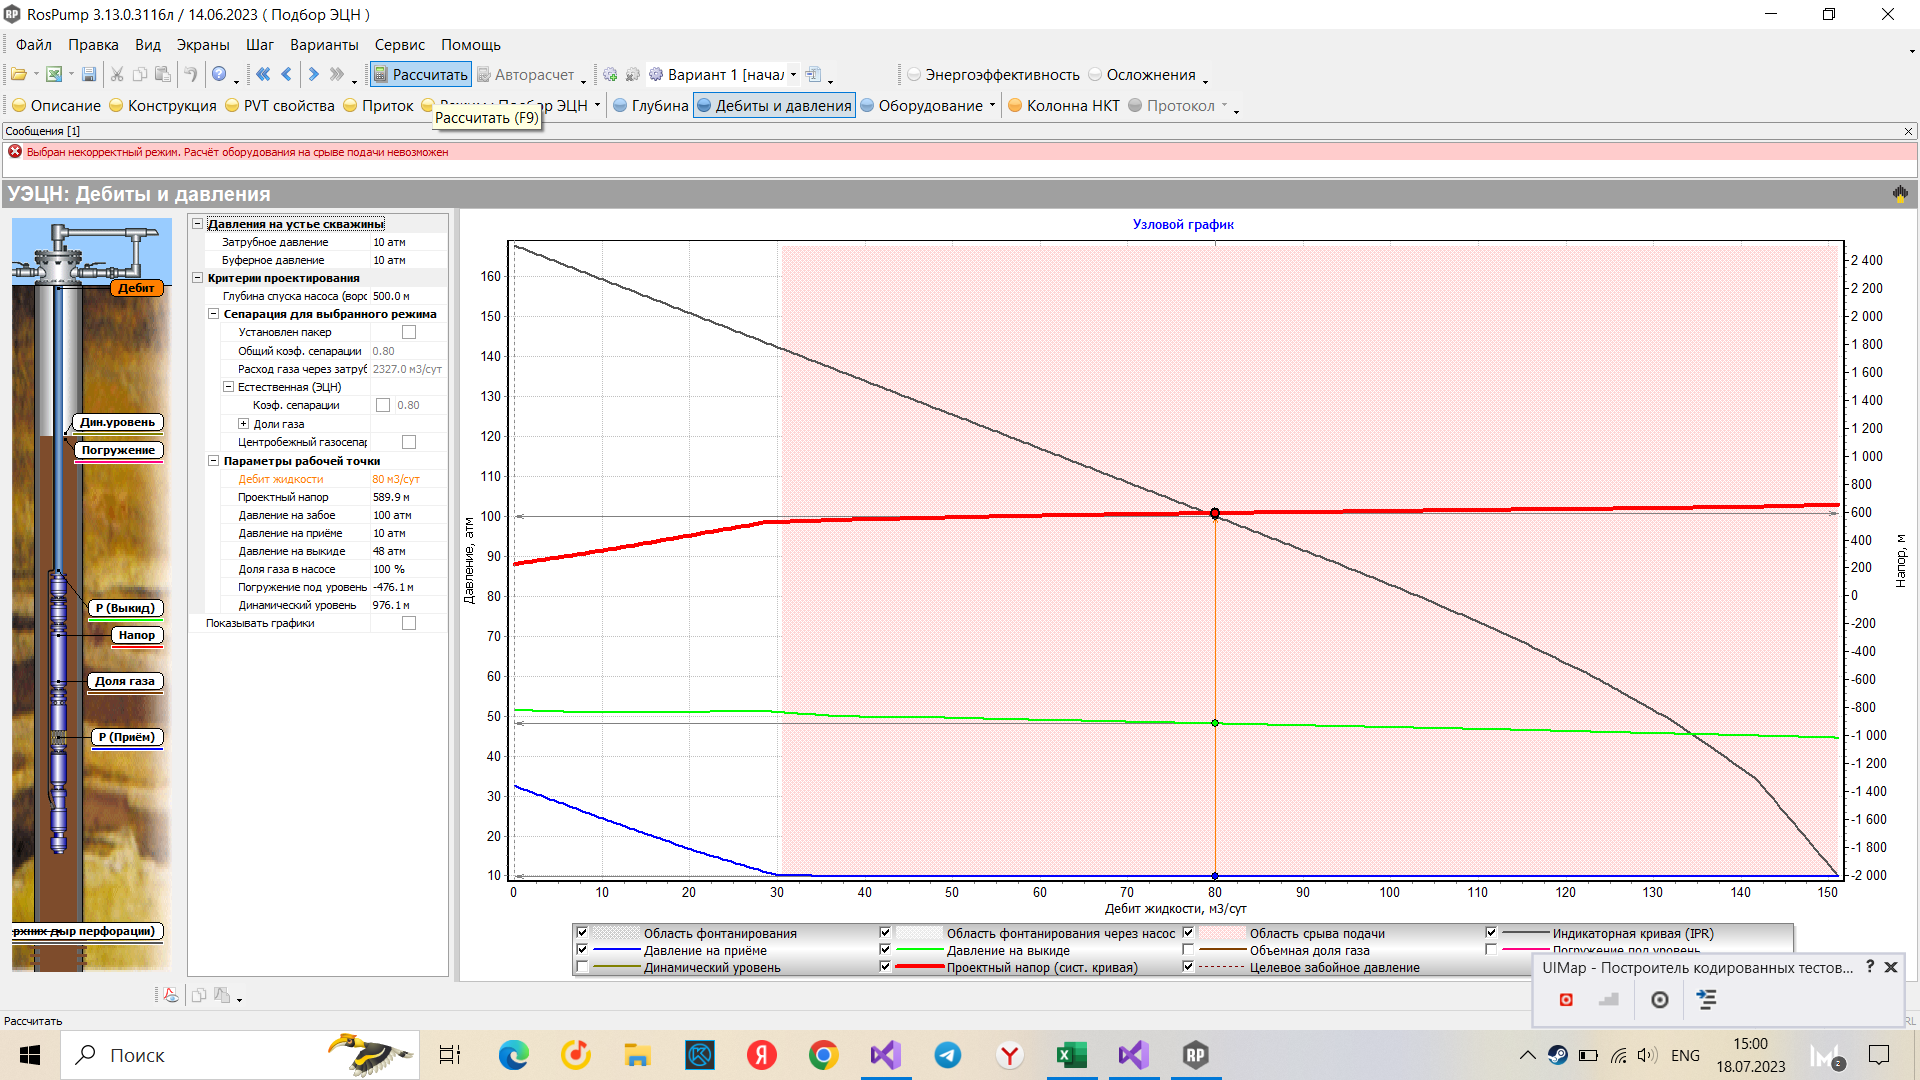 RosPump 3.13.0.3116л / 14.06.2023 ( Подбор ЭЦН )
Файл Правка Вид Экраны Шаг Варианты Сервис Помощь
Рассчитать Авторасчет Вариант 1 [начал Энергоэффективность Осложнения
Описание Конструкция PVT свойства Приток Подбор ЭЦН Глубина Дебиты и давления Оборудование Колонна НКТ Протокол
Рассчитать (F9)
Сообщения [1]
Выбран некорректный режим. Расчёт оборудования на срыве подачи невозможен
УЭЦН: Дебиты и давления
Дебит
Дин.уровень
Погружение
P (Выкид)
Напор
Доля газа
P (Приём)
рхних дыр перфорации)
Давления на устье скважины
Затрубное давление 10 атм
Буферное давление 10 атм
Критерии проектирования
Глубина спуска насоса (ворс 500.0 м
Сепарация для выбранного режима
Установлен пакер
Общий коэф. сепарации 0.80
Расход газа через затруб 2327.0 м3/сут
Естественная (ЭЦН)
Коэф. сепарации 0.80
Доли газа
Центробежный газосепар
Параметры рабочей точки
Дебит жидкости 80 м3/сут
Проектный напор 589.9 м
Давление на забое 100 атм
Давление на приёме 10 атм
Давление на выкиде 48 атм
Доля газа в насосе 100 %
Погружение под уровень -476.1 м
Динамический уровень 976.1 м
Показывать графики
Узловой график
Давление, атм
160
150
140
130
120
110
100
90
80
70
60
50
40
30
20
10
2 400
2 200
2 000
1 800
1 600
1 400
1 200
1 000
800
600
400
200
0
-200
-400
-600
-800
-1 000
-1 200
-1 400
-1 600
-1 800
-2 000
Напор, м
0 10 20 30 40 50 60 70 80 90 100 110 120 130 140 150
Дебит жидкости, м3/сут
Область фонтанирования Область фонтанирования через насос Область срыва подачи Индикаторная кривая (IPR)
Давление на приёме Давление на выкиде Объемная доля газа Погружение под уровень
Динамический уровень Проектный напор (сист. кривая) Целевое забойное давление
UIMap - Построитель кодированных тестов... ?
Рассчитать
RL
Поиск
ENG
15:00
18.07.2023
2